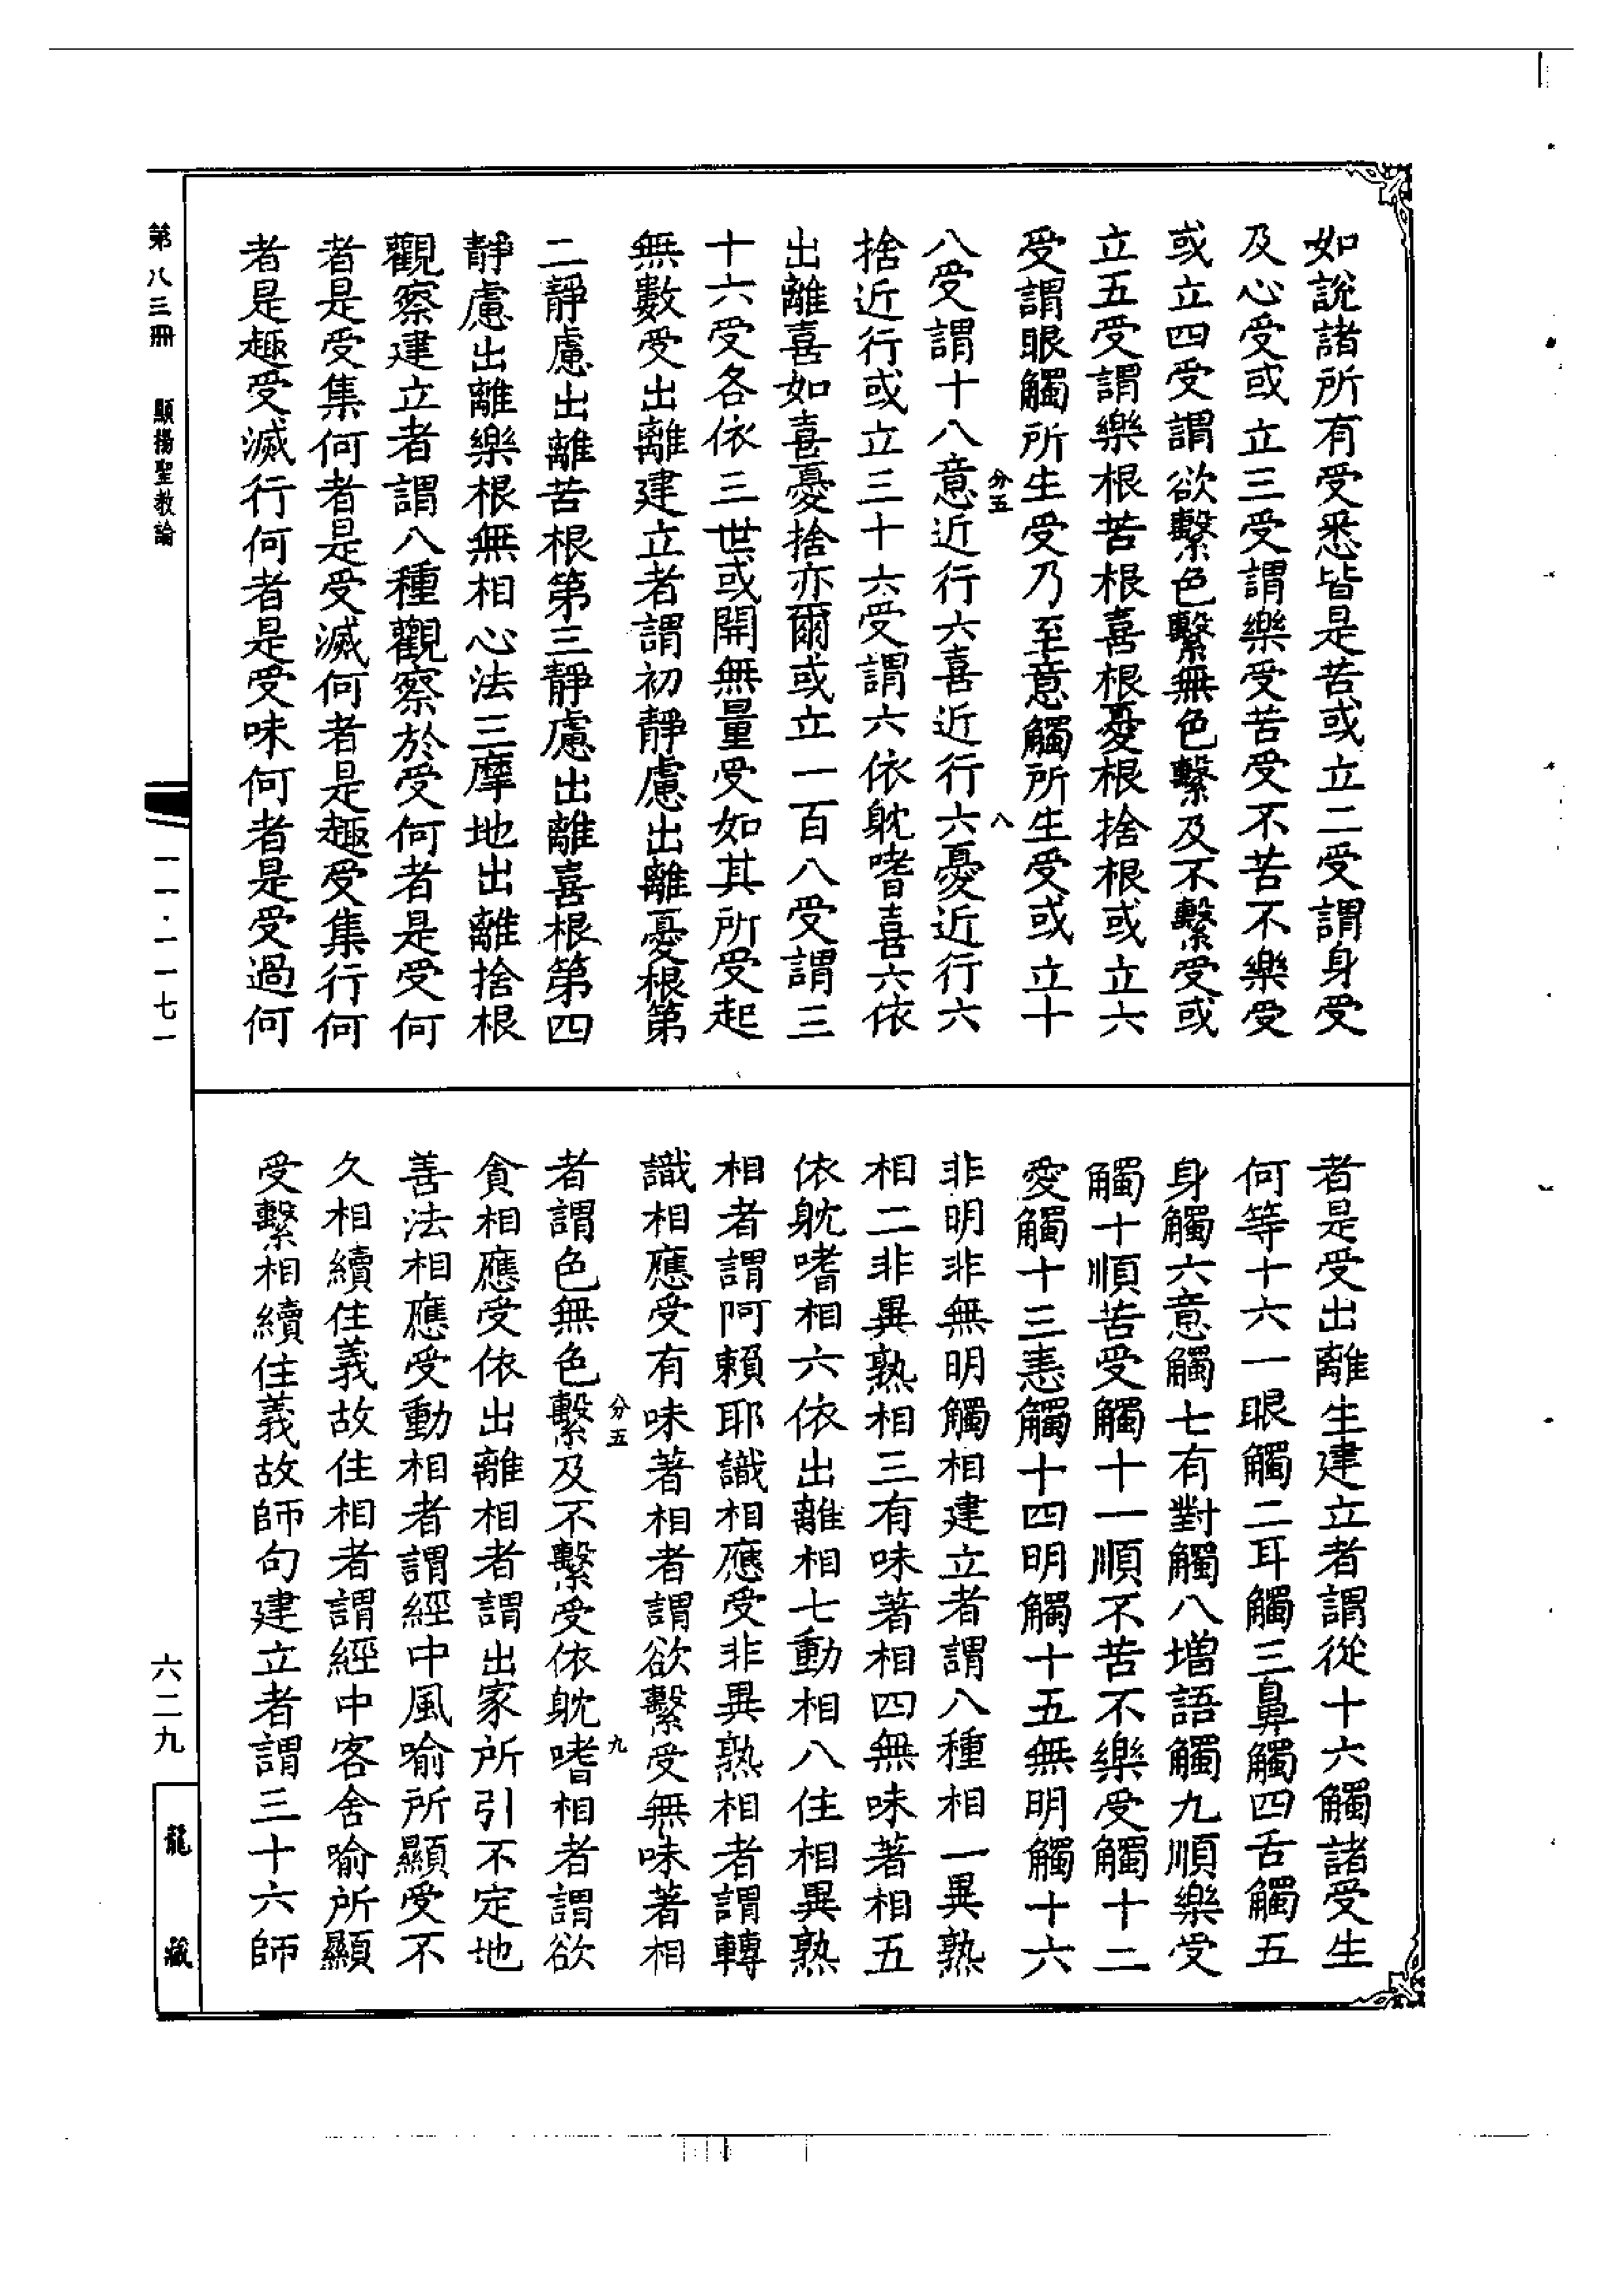 如說諸所有受悉皆是苦或立二受謂身受
及心受或立三受謂樂受苦受不苦不樂受
或立四受謂欲繫色繫無色繫及不繫受或
立五受謂樂根苦根喜根憂根捨根或立六
受謂眼觸所生受乃至意觸所生受或立十
分五 八
八受謂十八意近行六喜近行六憂近行六
捨近行或立三十六受謂六依躭嗜喜六依
出離喜如喜憂捨亦爾或立一百八受謂三
十六受各依三世或開無量受如其所受起
無數受出離建立者謂初靜慮出離憂根第
二靜慮出離苦根第三靜慮出離喜根第四
靜慮出離樂根無相心法三摩地出離捨根
觀察建立者謂八種觀察於受何者是受何
者是受集何者是受滅何者是趣受集行何
者是趣受滅行何者是受味何者是受過何
者是受出離生建立者謂從十六觸諸受生
何等十六一眼觸二耳觸三鼻觸四舌觸五
身觸六意觸七有對觸八增語觸九順樂受
觸十順苦受觸十一順不苦不樂受觸十二
愛觸十三恚觸十四明觸十五無明觸十六
非明非無明觸相建立者謂八種相一異熟
相二非異熟相三有味著相四無味著相五
依躭嗜相六依出離相七動相八住相異熟
相者謂阿賴耶識相應受非異熟相者謂轉
識相應受有味著相者謂欲繫受無味著相
分五 九
者謂色無色繫及不繫受依躭嗜相者謂欲
貪相應受依出離相者謂出家所引不定地
善法相應受動相者謂經中風喻所顯受不
久相續住義故住相者謂經中客舍喻所顯
受繫相續住義故師句建立者謂三十六師
第八三冊 顯揚聖教論
一一·一一七一
六二九
龍藏